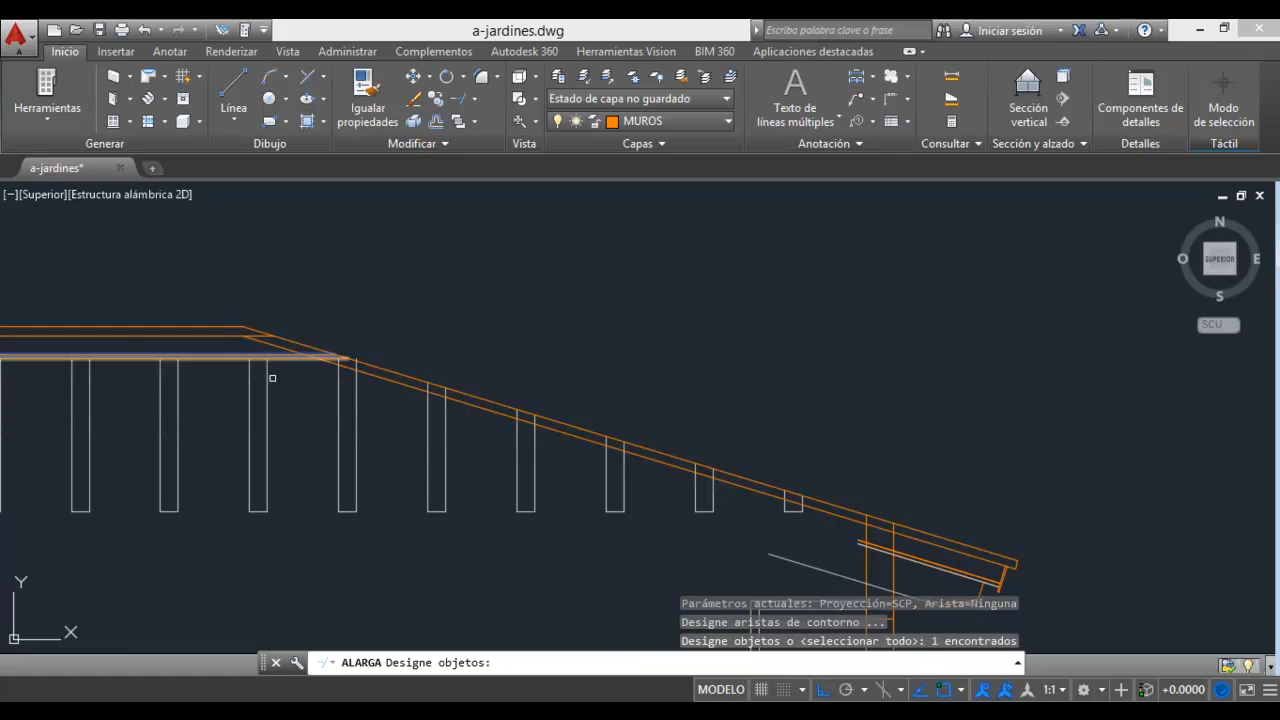 a-jardines.dwg
Escriba palabra clave o frase
Iniciar sesión
A
Inicio Insertar Anotar Renderizar Vista Administrar Complementos Autodesk 360 Herramientas Vision BIM 360 Aplicaciones destacadas
Estado de capa no guardado
Herramientas Línea Igualar propiedades MUROS Texto de líneas múltiples Sección vertical Componentes de detalles Modo de selección
General Dibujo Modificar Vista Capas Anotación Consultar Sección y alzado Detalles Táctil
a-jardines*
[−][Superior][Estructura alámbrica 2D]
N
O SUPERIOR E
S
SCU
Y
X
Parámetros actuales: Proyección=SCP, Arista=Ninguna
Designe aristas de contorno ...
Designe objetos o <seleccionar todo>: 1 encontrados
ALARGA Designe objetos:
MODELO 1:1 +0.0000